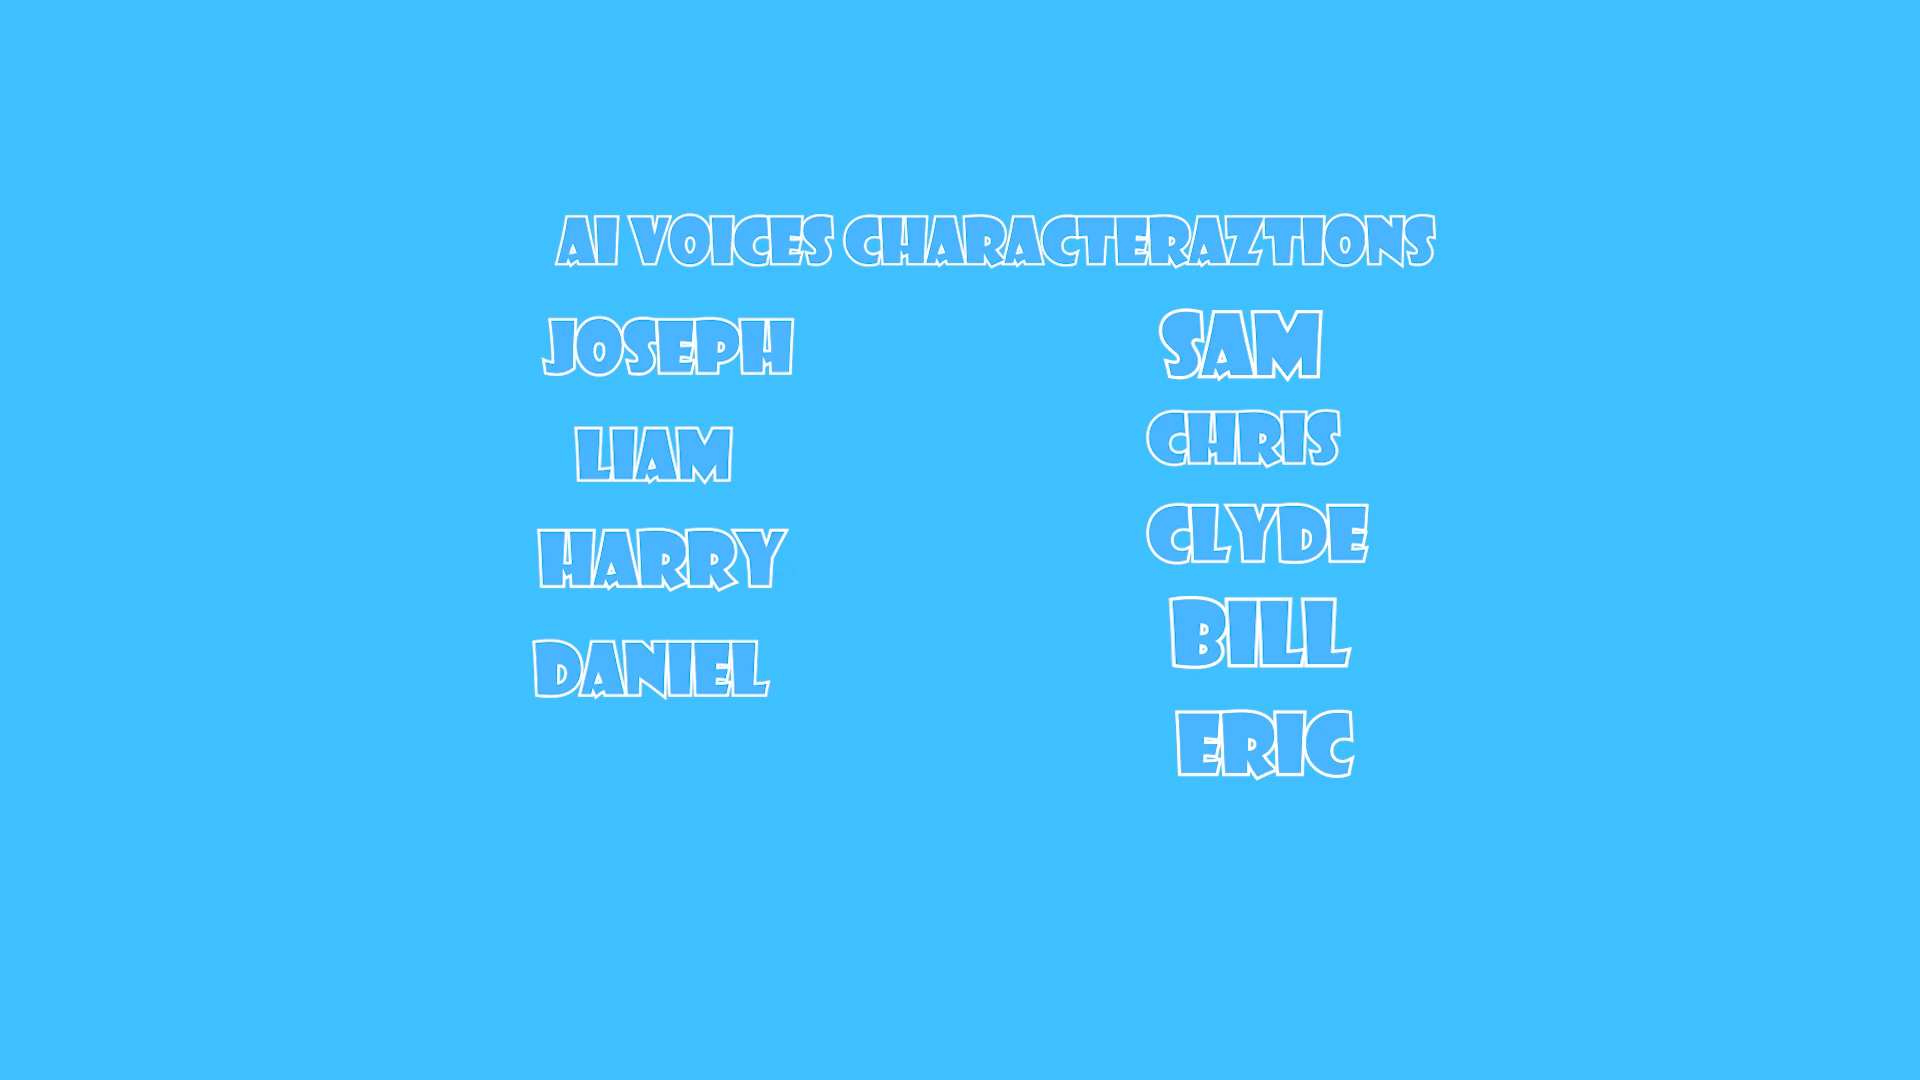 AI VOICES CHARACTERAZTIONS
JOSEPH
LIAM
HARRY
DANIEL
SAM
CHRIS
CLYDE
BILL
ERIC